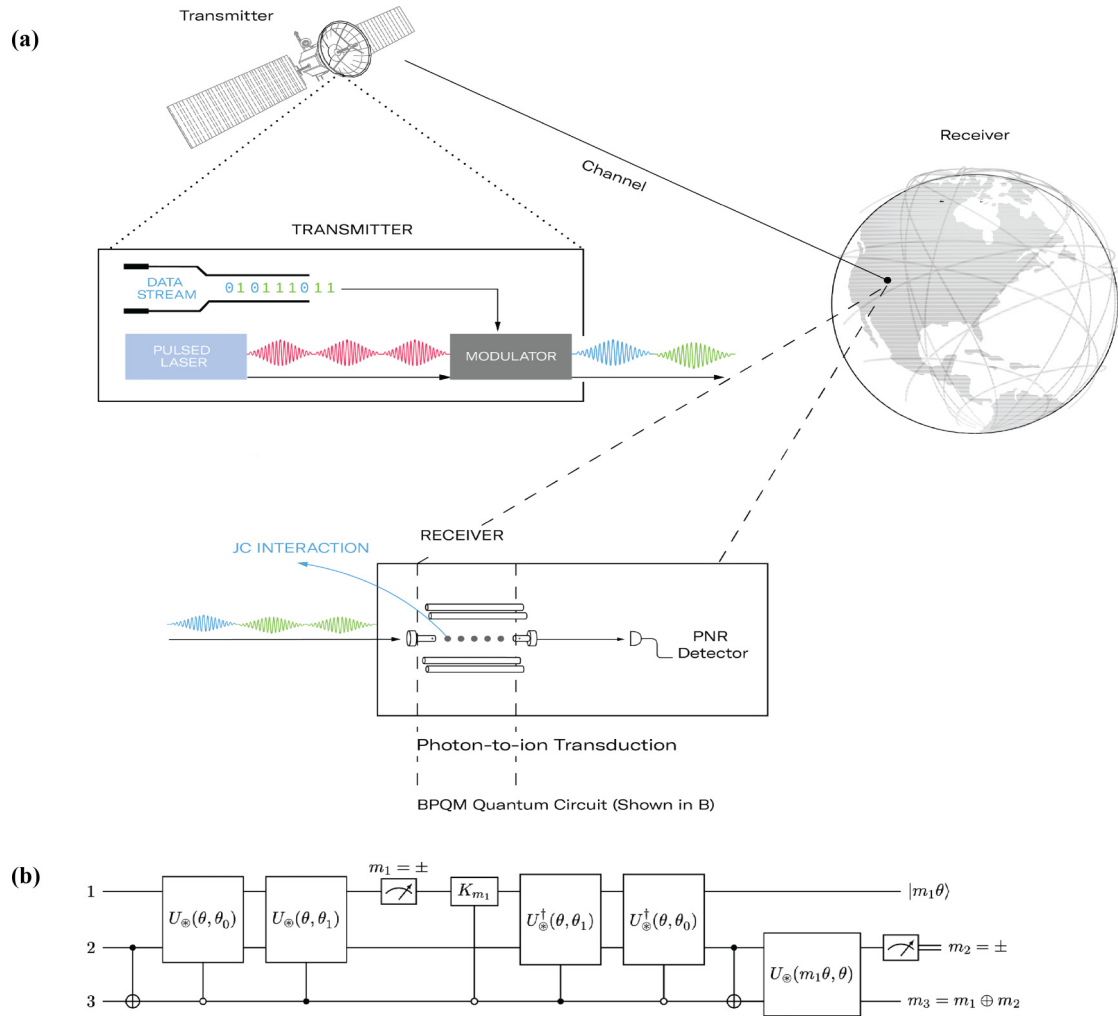 (a)
Transmitter
Channel
Receiver
TRANSMITTER
DATA
STREAM
010111011
PULSED
LASER
MODULATOR
RECEIVER
JC INTERACTION
PNR
Detector
Photon-to-ion Transduction
BPQM Quantum Circuit (Shown in B)
(b)
m₁ = ±
1
U⊛(θ, θ₀)
U⊛(θ, θ₁)
K_{m₁}
U⊛†(θ, θ₁)
U⊛†(θ, θ₀)
|m₁θ⟩
2
U⊛(m₁θ, θ)
m₂ = ±
3
m₃ = m₁ ⊕ m₂